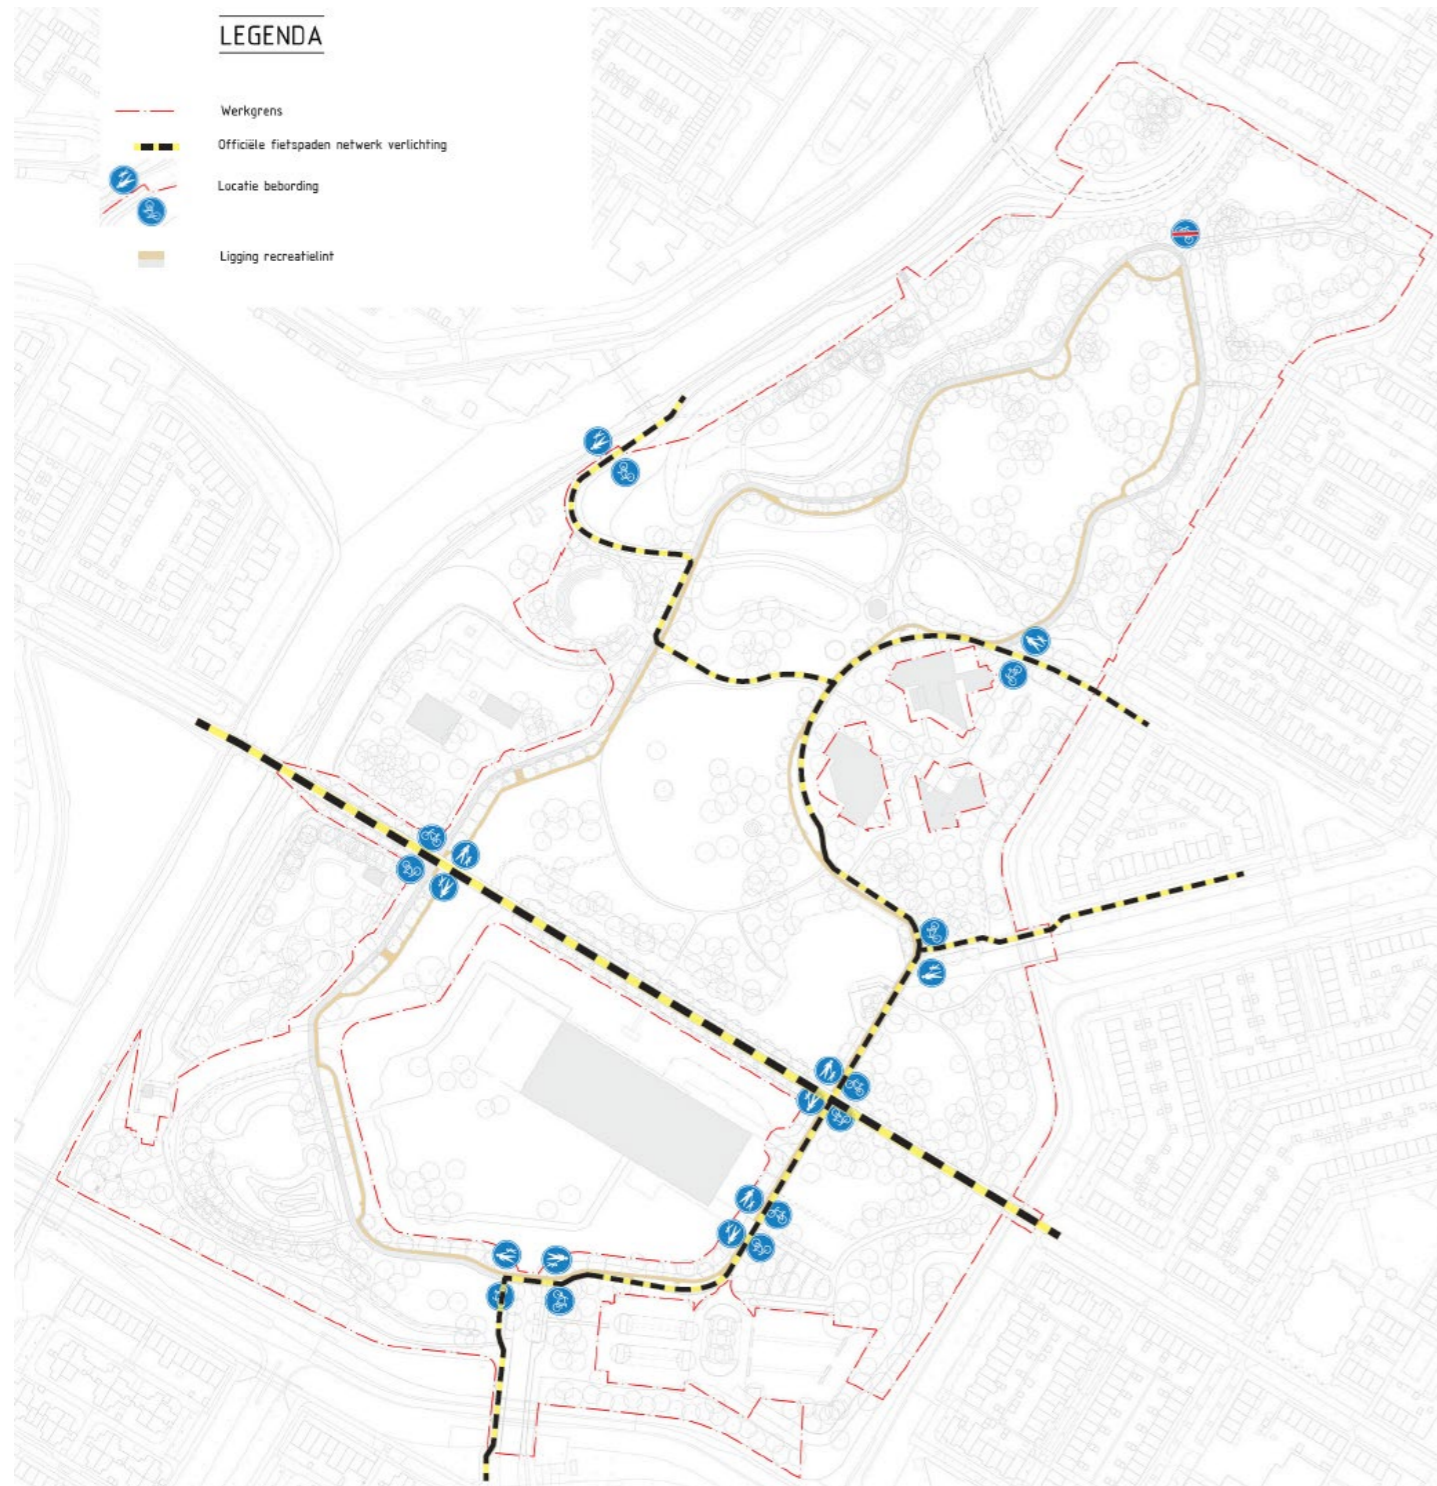 LEGENDA
Werkgrens
Officiële fietspaden netwerk verlichting
Locatie bebording
Ligging recreatielint